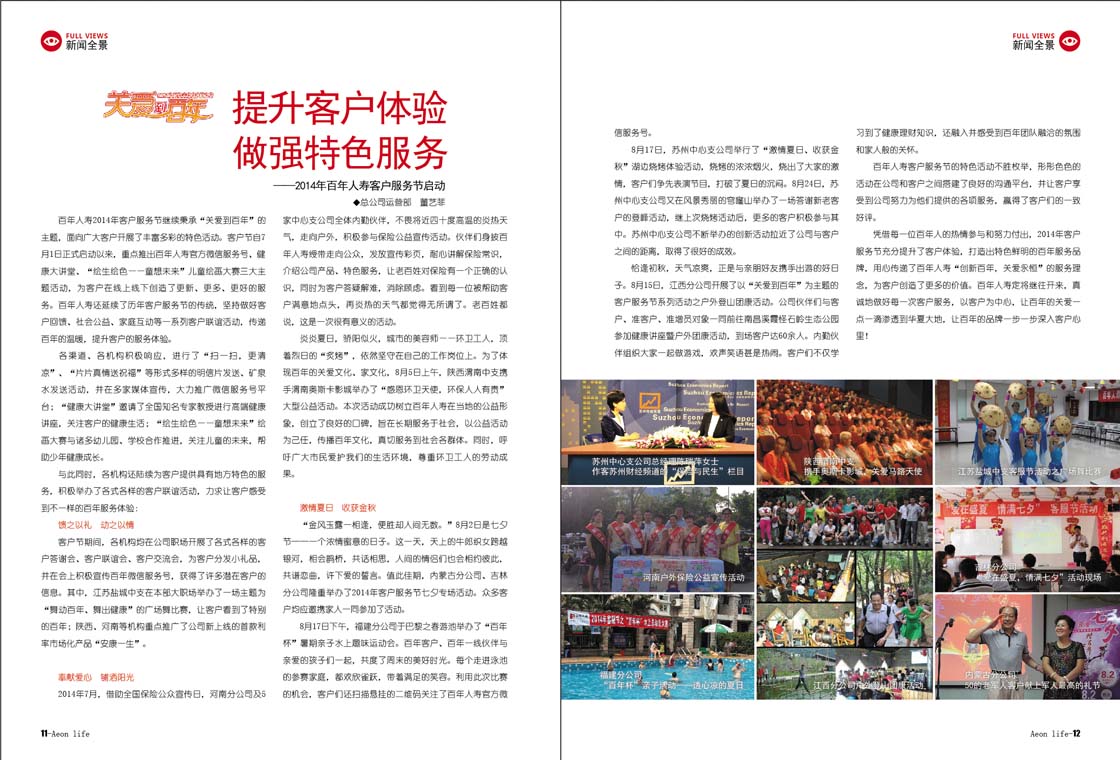 FULL VIEWS
新闻全景
关爱到百年
提升客户体验
做强特色服务
——2014年百年人寿客户服务节启动
◆总公司运营部 董艺菲
百年人寿2014年客户服务节继续秉承“关爱到百年”的
主题，面向广大客户开展了丰富多彩的特色活动。客户节自7
月1日正式启动以来，重点推出百年人寿官方微信服务号、健
康大讲堂、“绘生绘色－－童想未来”儿童绘画大赛三大主
题活动，为客户在线上线下创造了更新、更多、更好的服
务。百年人寿还延续了历年客户服务节的传统，坚持做好客
户回馈、社会公益、家庭互动等一系列客户联谊活动，传递
百年的温暖，提升客户的服务体验。
各渠道、各机构积极响应，进行了“扫一扫，更清
凉”、“片片真情送祝福”等形式多样的明信片发送、矿泉
水发送活动，并在多家媒体宣传，大力推广微信服务号平
台；“健康大讲堂”邀请了全国知名专家教授进行高端健康
讲座，关注客户的健康生活；“绘生绘色－－童想未来”绘
画大赛与诸多幼儿园、学校合作推进，关注儿童的未来，帮
助少年健康成长。
与此同时，各机构还陆续为客户提供具有地方特色的服
务，积极举办了各式各样的客户联谊活动，力求让客户感受
到不一样的百年服务体验：
馈之以礼 动之以情
客户节期间，各机构均在公司职场开展了各式各样的客
户答谢会、客户联谊会、客户交流会，为客户分发小礼品，
并在会上积极宣传百年微信服务号，获得了许多潜在客户的
信息。其中，江苏盐城中支在本部大职场举办了一场主题为
“舞动百年、舞出健康”的广场舞比赛，让客户看到了特别
的百年；陕西、河南等机构重点推广了公司新上线的首款利
率市场化产品“安康一生”。
奉献爱心 辅洒阳光
2014年7月，借助全国保险公众宣传日，河南分公司及5
家中心支公司全体内勤伙伴，不畏将近四十度高温的炎热天
气，走向户外，积极参与保险公益宣传活动。伙伴们身披百
年人寿绶带走向公众，发放宣传彩页，耐心讲解保险常识，
介绍公司产品、特色服务，让老百姓对保险有一个正确的认
识，同时为客户答疑解难，消除顾虑。看到每一位被帮助客
户满意地点头，再炎热的天气都觉得无所谓了。老百姓都
说，这是一次很有意义的活动。
炎炎夏日，骄阳似火，城市的美容师－－环卫工人，顶
着烈日的“炙烤”，依然坚守在自己的工作岗位上。为了体
现百年的关爱文化，家文化，8月5日上午，陕西渭南中支携
手渭南奥斯卡影城举办了“感恩环卫天使，环保人人有责”
大型公益活动。本次活动成功树立百年人寿在当地的公益形
象，创立了良好的口碑，旨在长期服务于社会，以公益活动
为己任，传播百年文化，真切服务到社会各群体。同时，呼
吁广大市民爱护我们的生活环境，尊重环卫工人的劳动成
果。
激情夏日 收获金秋
“金风玉露一相逢，便胜却人间无数。”8月2日是七夕
节－－一个浓情蜜意的日子。这一天，天上的牛郎织女跨越
银河，相会鹊桥，共话相思，人间的情侣们也会相约彼此，
共谱恋曲，许下爱的誓言。值此佳期，内蒙古分公司、吉林
分公司隆重举办了2014年客户服务节七夕专场活动。众多客
户均应邀携家人一同参加了活动。
8月17日下午，福建分公司于巴黎之春游池举办了“百年
杯”暑期亲子水上趣味运动会。百年客户、百年一线伙伴与
亲爱的孩子们一起，共度了周末的美好时光。每个走进泳池
的参赛家庭，都欢欣雀跃，带着满足的笑容。利用此次比赛
的机会，客户们还扫描悬挂的二维码关注了百年人寿官方微
11-Aeon life
FULL VIEWS
新闻全景
信服务号。
8月17日，苏州中心支公司举行了“激情夏日、收获金
秋”湖边烧烤体验活动，烧烤的浓浓烟火，烧出了大家的激
情，客户们争先表演节目，打破了夏日的沉闷。8月24日，苏
州中心支公司又在风景秀丽的穹窿山举办了一场答谢新老客
户的登峰活动，继上次烧烤活动后，更多的客户积极参与其
中。苏州中心支公司不断举办的创新活动拉近了公司与客户
之间的距离，取得了很好的成效。
恰逢初秋，天气凉爽，正是与亲朋好友携手出游的好日
子。8月15日，江西分公司开展了以“关爱到百年”为主题的
客户服务节系列活动之户外登山团康活动。公司伙伴们与客
户、准客户、准增员对象一同前往南昌溪霞怪石岭生态公园
参加健康讲座暨户外团康活动，到场客户达60余人。内勤伙
伴组织大家一起做游戏，欢声笑语甚是热闹。客户们不仅学
习到了健康理财知识，还融入并感受到百年团队融洽的氛围
和家人般的关怀。
百年人寿客户服务节的特色活动不胜枚举，形形色色的
活动在公司和客户之间搭建了良好的沟通平台，并让客户享
受到公司努力为他们提供的各项服务，赢得了客户们的一致
好评。
凭借每一位百年人的热情参与和努力付出，2014年客户
服务节充分提升了客户体验，打造出特色鲜明的百年服务品
牌，用心传递了百年人寿“创新百年，关爱永恒”的服务理
念，为客户创造了更多的价值。百年人寿定将继往开来，真
诚地做好每一次客户服务，以客户为中心，让百年的关爱一
点一滴渗透到华夏大地，让百年的品牌一步一步深入客户心
里！
Suzhou Economics Report
苏州中心支公司总经理陈瑞萍女士
作客苏州财经频道的“保险与民生”栏目
陕西渭南中支
携手奥斯卡影城，关爱马路天使
江苏盐城中支客服节活动之广场舞比赛
河南户外保险公益宣传活动
“爱在盛夏 情满七夕”客服节活动
吉林分公司
“爱在盛夏，情满七夕”活动现场
福建分公司
“百年杯”亲子活动——透心凉的夏日
江西分公司户外登山团康活动
8.2
内蒙古分公司
50的老军人客户献上军人最高的礼节
Aeon life-12